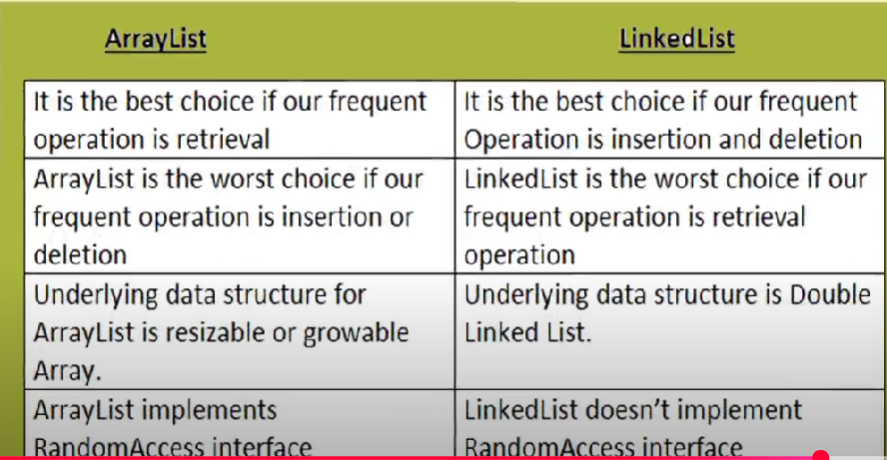 ArrayList
LinkedList
It is the best choice if our frequent
operation is retrieval
It is the best choice if our frequent
Operation is insertion and deletion
ArrayList is the worst choice if our
frequent operation is insertion or
deletion
LinkedList is the worst choice if our
frequent operation is retrieval
operation
Underlying data structure for
ArrayList is resizable or growable
Array.
Underlying data structure is Double
Linked List.
ArrayList implements
RandomAccess interface
LinkedList doesn't implement
RandomAccess interface